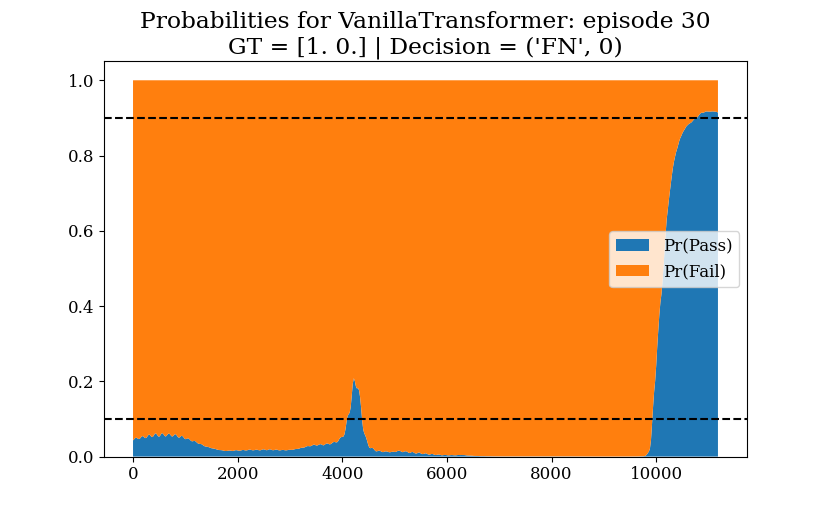 Probabilities for VanillaTransformer: episode 30
GT = [1. 0.] | Decision = ('FN', 0)
1.0
0.8
0.6
0.4
0.2
0.0
Pr(Pass)
Pr(Fail)
0 2000 4000 6000 8000 10000